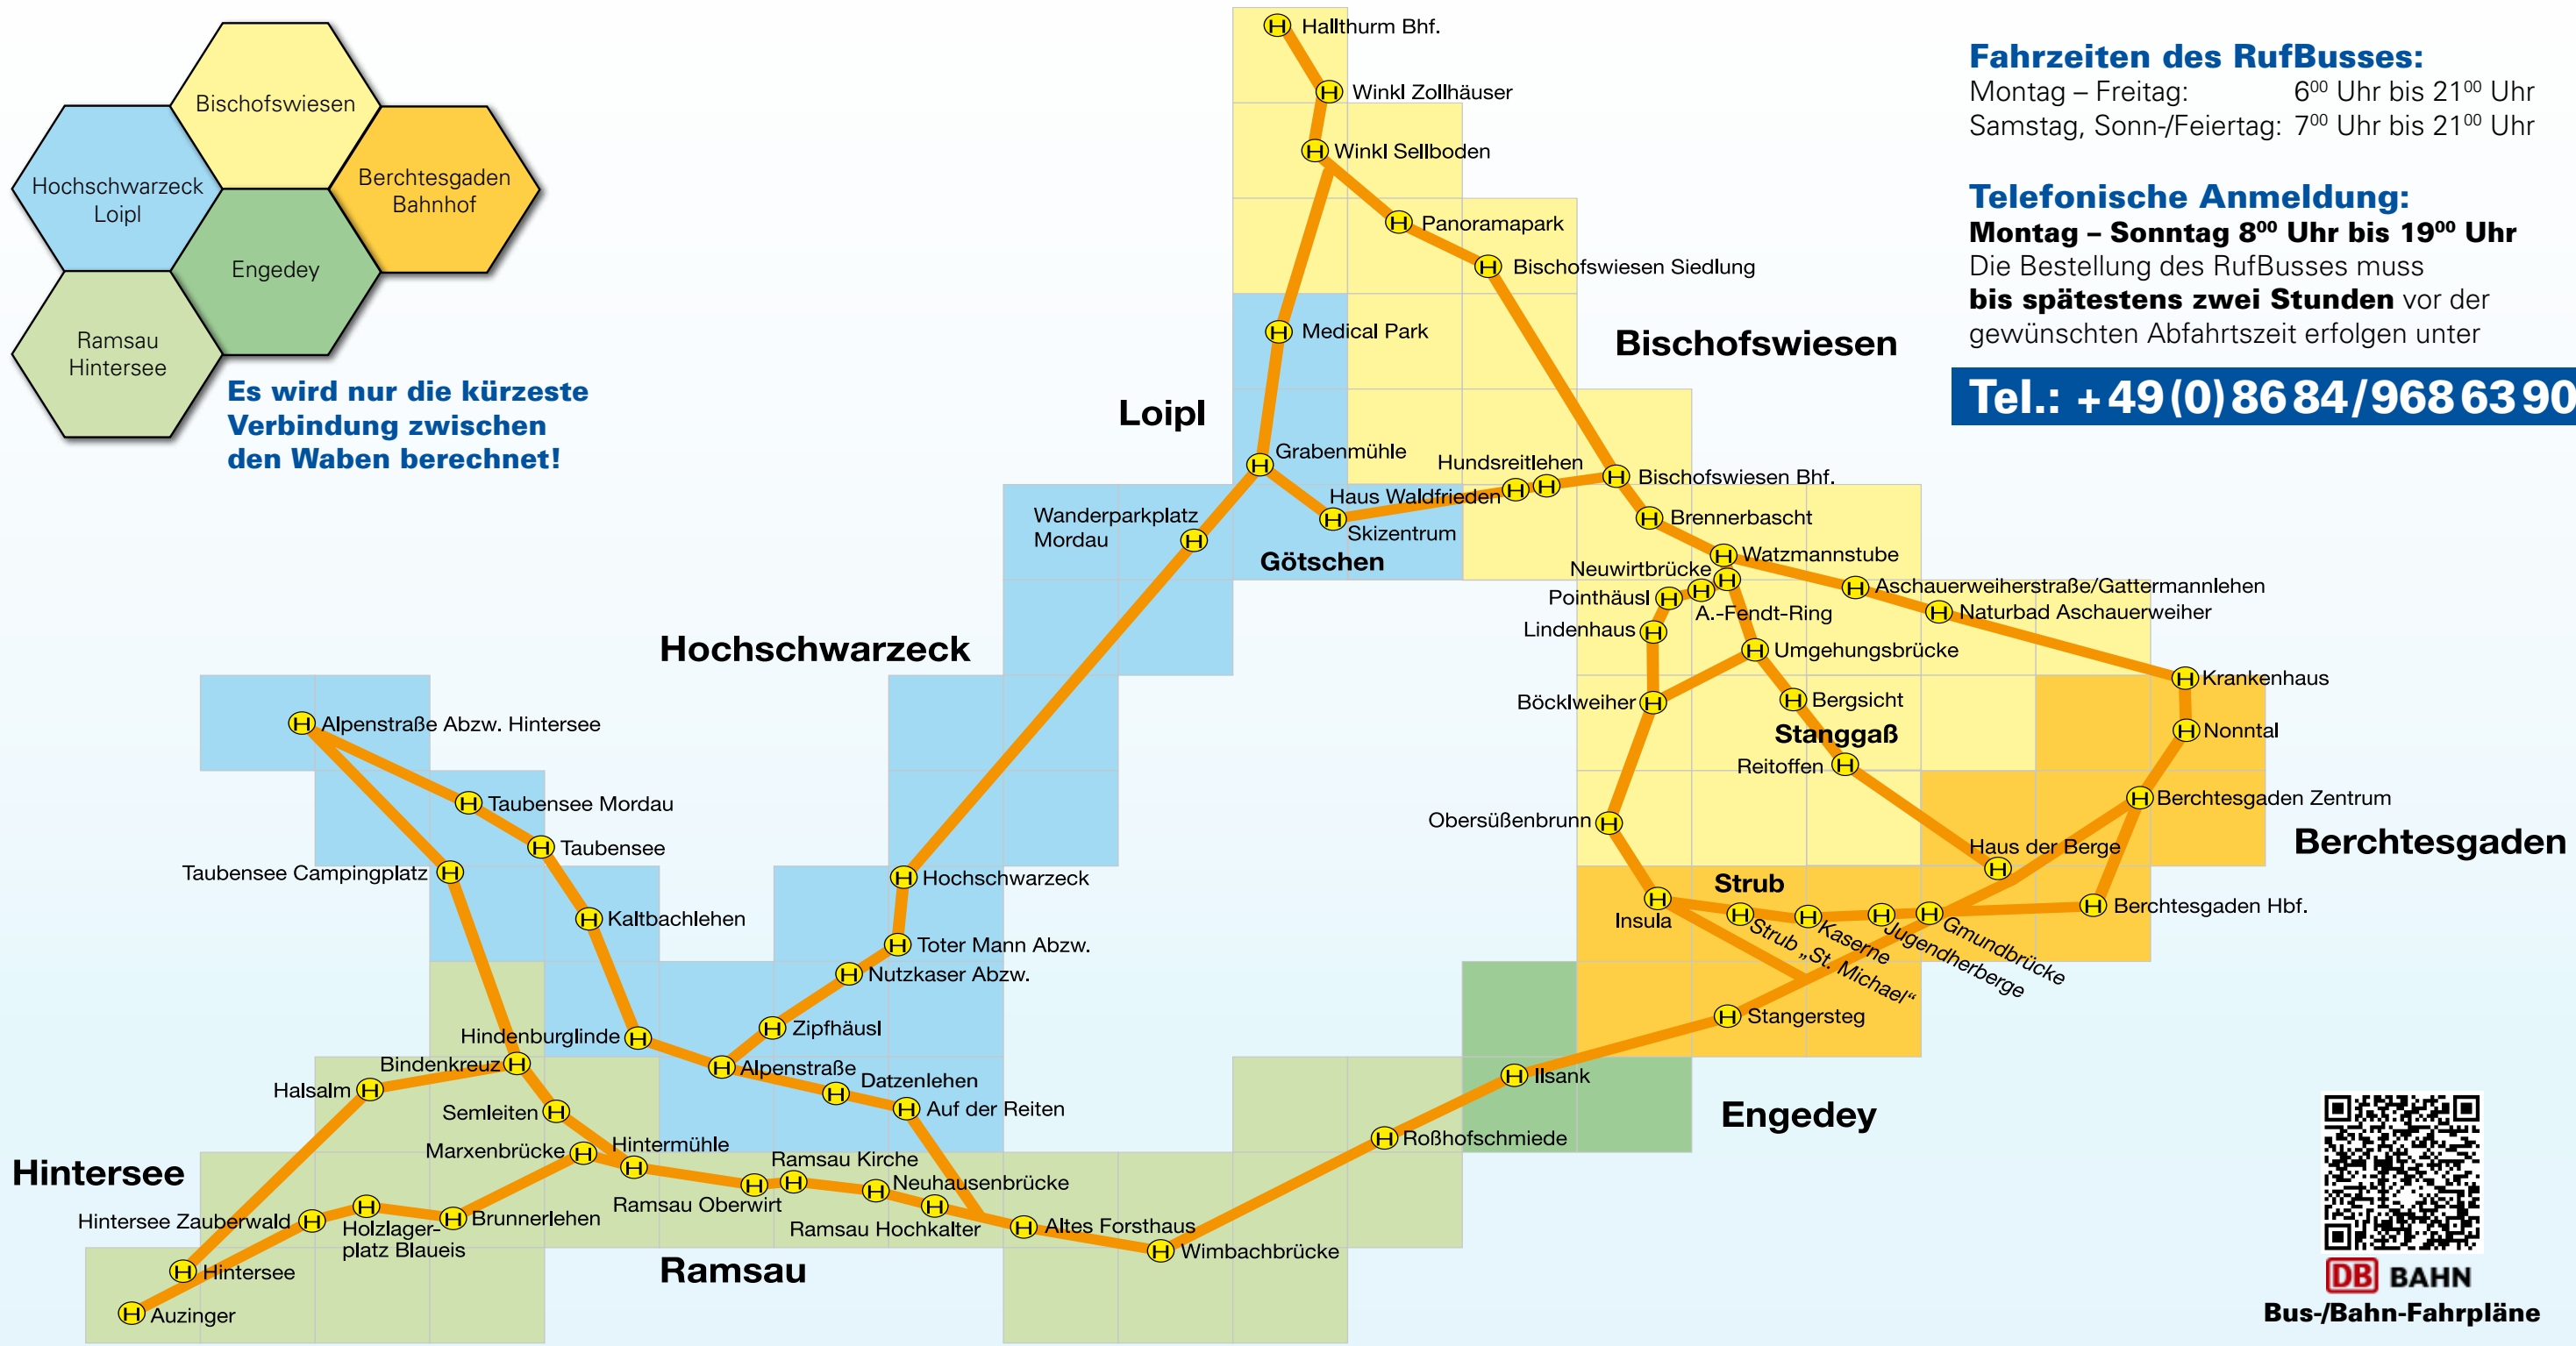 Bischofswiesen
Hochschwarzeck
Loipl
Berchtesgaden
Bahnhof
Engedey
Ramsau
Hintersee
Es wird nur die kürzeste
Verbindung zwischen
den Waben berechnet!
Fahrzeiten des RufBusses:
Montag – Freitag: 6⁰⁰ Uhr bis 21⁰⁰ Uhr
Samstag, Sonn-/Feiertag: 7⁰⁰ Uhr bis 21⁰⁰ Uhr
Telefonische Anmeldung:
Montag – Sonntag 8⁰⁰ Uhr bis 19⁰⁰ Uhr
Die Bestellung des RufBusses muss
bis spätestens zwei Stunden vor der
gewünschten Abfahrtszeit erfolgen unter
Tel.: +49(0)8684/9686390
H Hallthurm Bhf.
H Winkl Zollhäuser
H Winkl Sellboden
H Panoramapark
H Bischofswiesen Siedlung
H Medical Park
Bischofswiesen
Loipl
H Grabenmühle
Hundsreitlehen H
H Bischofswiesen Bhf.
Haus Waldfrieden H
Wanderparkplatz
Mordau H
H Skizentrum
Götschen
H Brennerbascht
H Watzmannstube
Neuwirtbrücke H
H Aschauerweiherstraße/Gattermannlehen
Pointhäusl H
H A.-Fendt-Ring
H Naturbad Aschauerweiher
Lindenhaus H
Hochschwarzeck
H Umgehungsbrücke
H Krankenhaus
Böcklweiher H
H Bergsicht
H Alpenstraße Abzw. Hintersee
Stanggaß
H Nonntal
Reitoffen H
H Taubensee Mordau
H Berchtesgaden Zentrum
Obersüßenbrunn H
Berchtesgaden
H Taubensee
Haus der Berge
H
Taubensee Campingplatz H
H Hochschwarzeck
Strub
H Insula
H Berchtesgaden Hbf.
H Kaltbachlehen
H Strub „St. Michael“
H Kaserne
H Jugendherberge
H Gmundbrücke
H Toter Mann Abzw.
H Nutzkaser Abzw.
H Stangersteg
H Zipfhäusl
Hindenburglinde H
Bindenkreuz H
H Alpenstraße
H Ilsank
Halsalm H
Datzenlehen
H
Semleiten H
H Auf der Reiten
Engedey
H Roßhofschmiede
Marxenbrücke H
Hintermühle
H
Hintersee
Ramsau Kirche
H
Ramsau Oberwirt H
H Neuhausenbrücke
Ramsau Hochkalter H
Hintersee Zauberwald H
H Holzlager-
platz Blaueis
H Brunnerlehen
H Altes Forsthaus
H Wimbachbrücke
Ramsau
H Hintersee
H Auzinger
DB BAHN
Bus-/Bahn-Fahrpläne